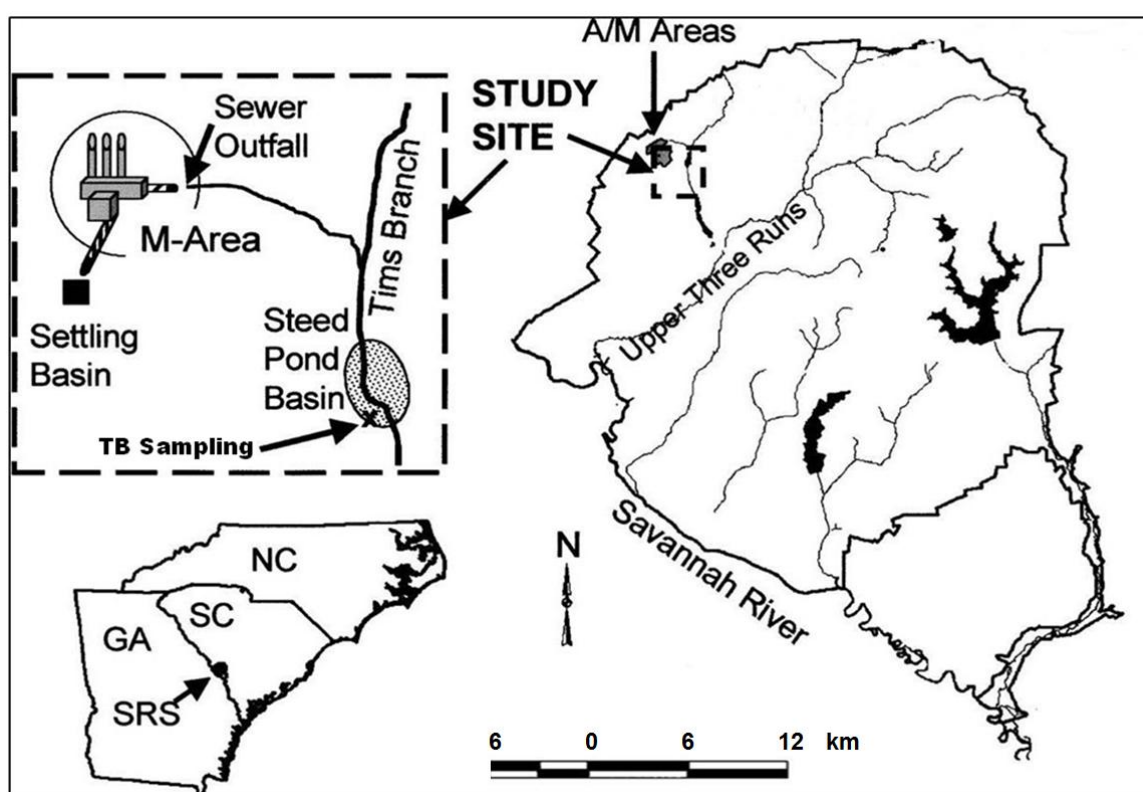 A/M Areas
STUDY
SITE
Sewer
Outfall
M-Area
Tims Branch
Settling
Basin
Steed
Pond
Basin
TB Sampling
Upper Three Runs
Savannah River
N
NC
SC
GA
SRS
6 0 6 12 km